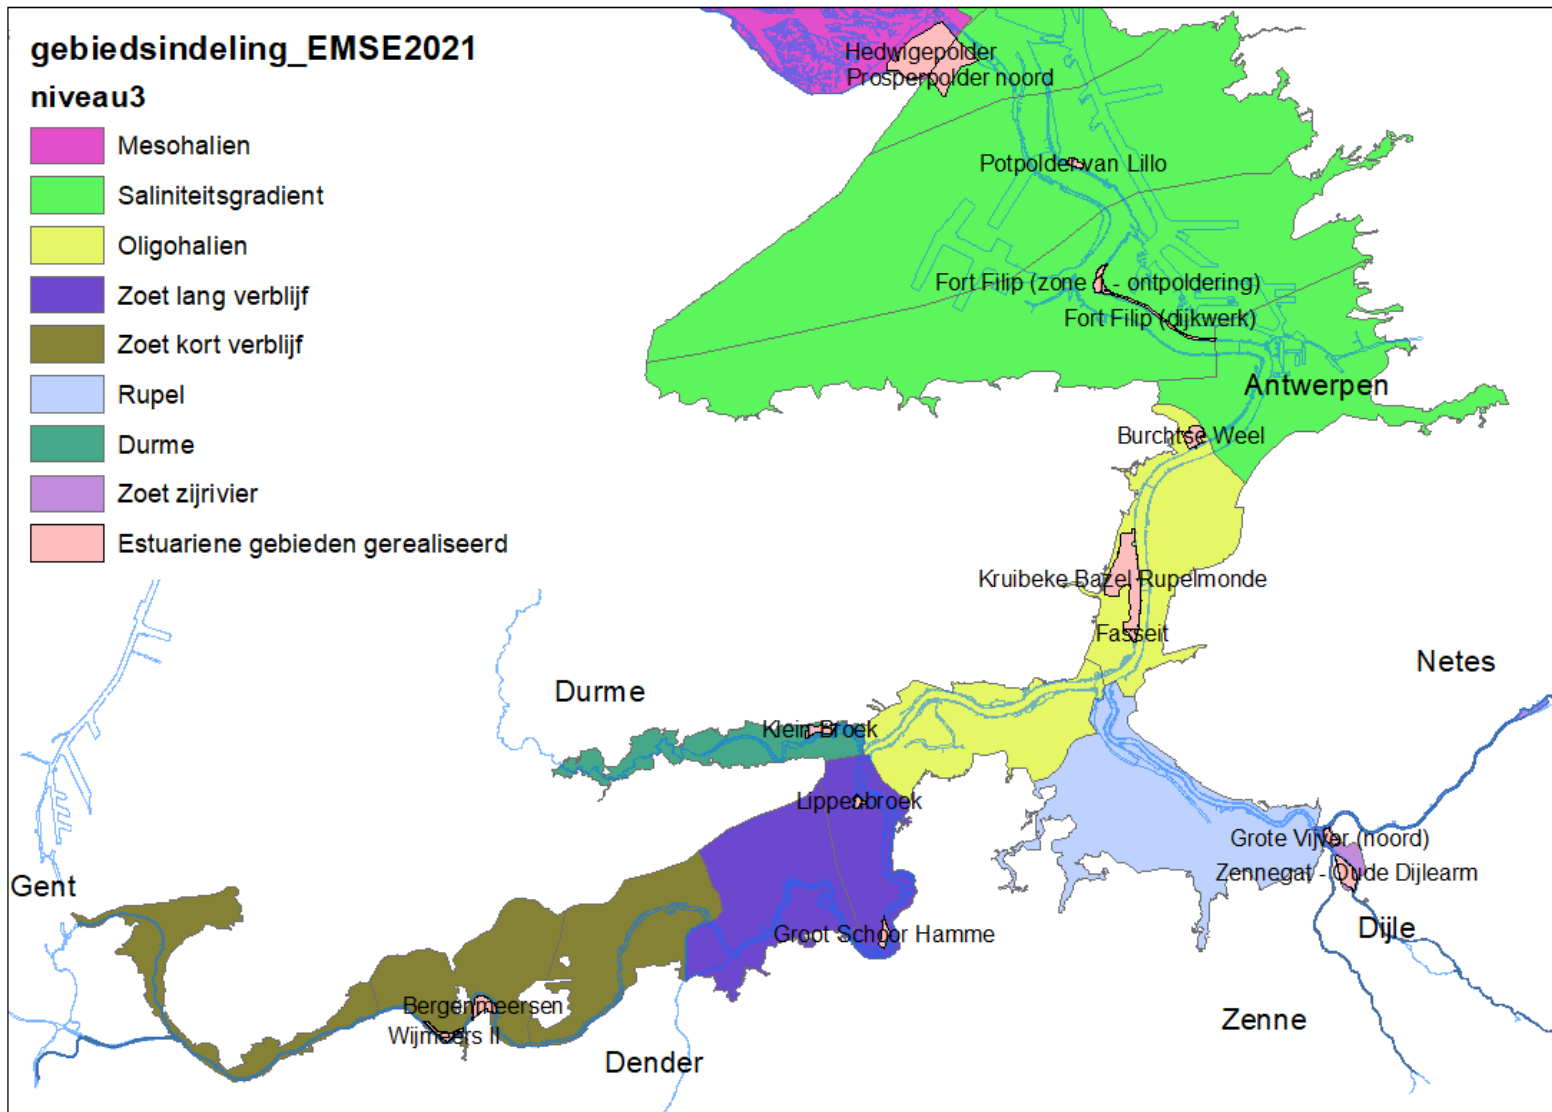 gebiedsindeling_EMSE2021
niveau3
Mesohalien
Saliniteitsgradient
Oligohalien
Zoet lang verblijf
Zoet kort verblijf
Rupel
Durme
Zoet zijrivier
Estuariene gebieden gerealiseerd
Hedwigepolder
Prosperpolder noord
Potpolder van Lillo
Fort Filip (zone - ontpoldering)
Fort Filip (dijkwerk)
Antwerpen
Burchtse Weel
Kruibeke Bazel Rupelmonde
Fasseit
Netes
Durme
Klein Broek
Lippenbroek
Grote Vijver (noord)
Zennegat - Oude Dijlearm
Gent
Dijle
Groot Schoor Hamme
Bergenmeersen
Wijmeers II
Zenne
Dender